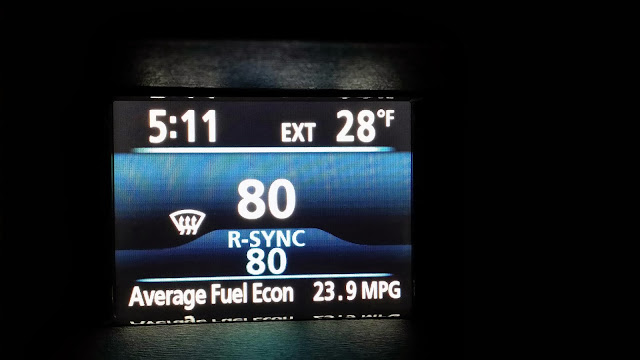 5:11 EXT 28°F
80
R-SYNC
80
Average Fuel Econ 23.9 MPG